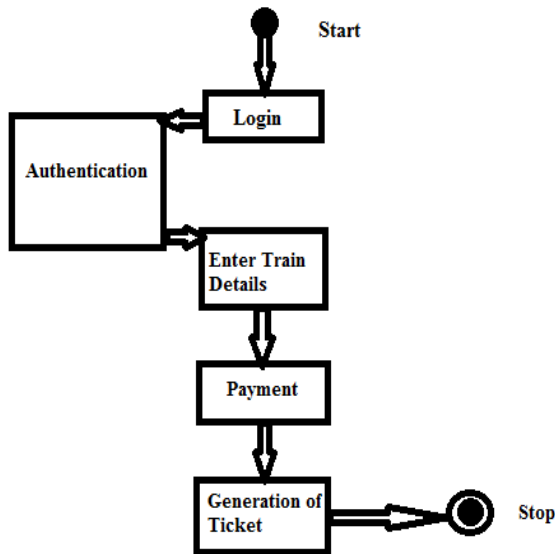 Start
Login
Authentication
Enter Train
Details
Payment
Generation of
Ticket
Stop